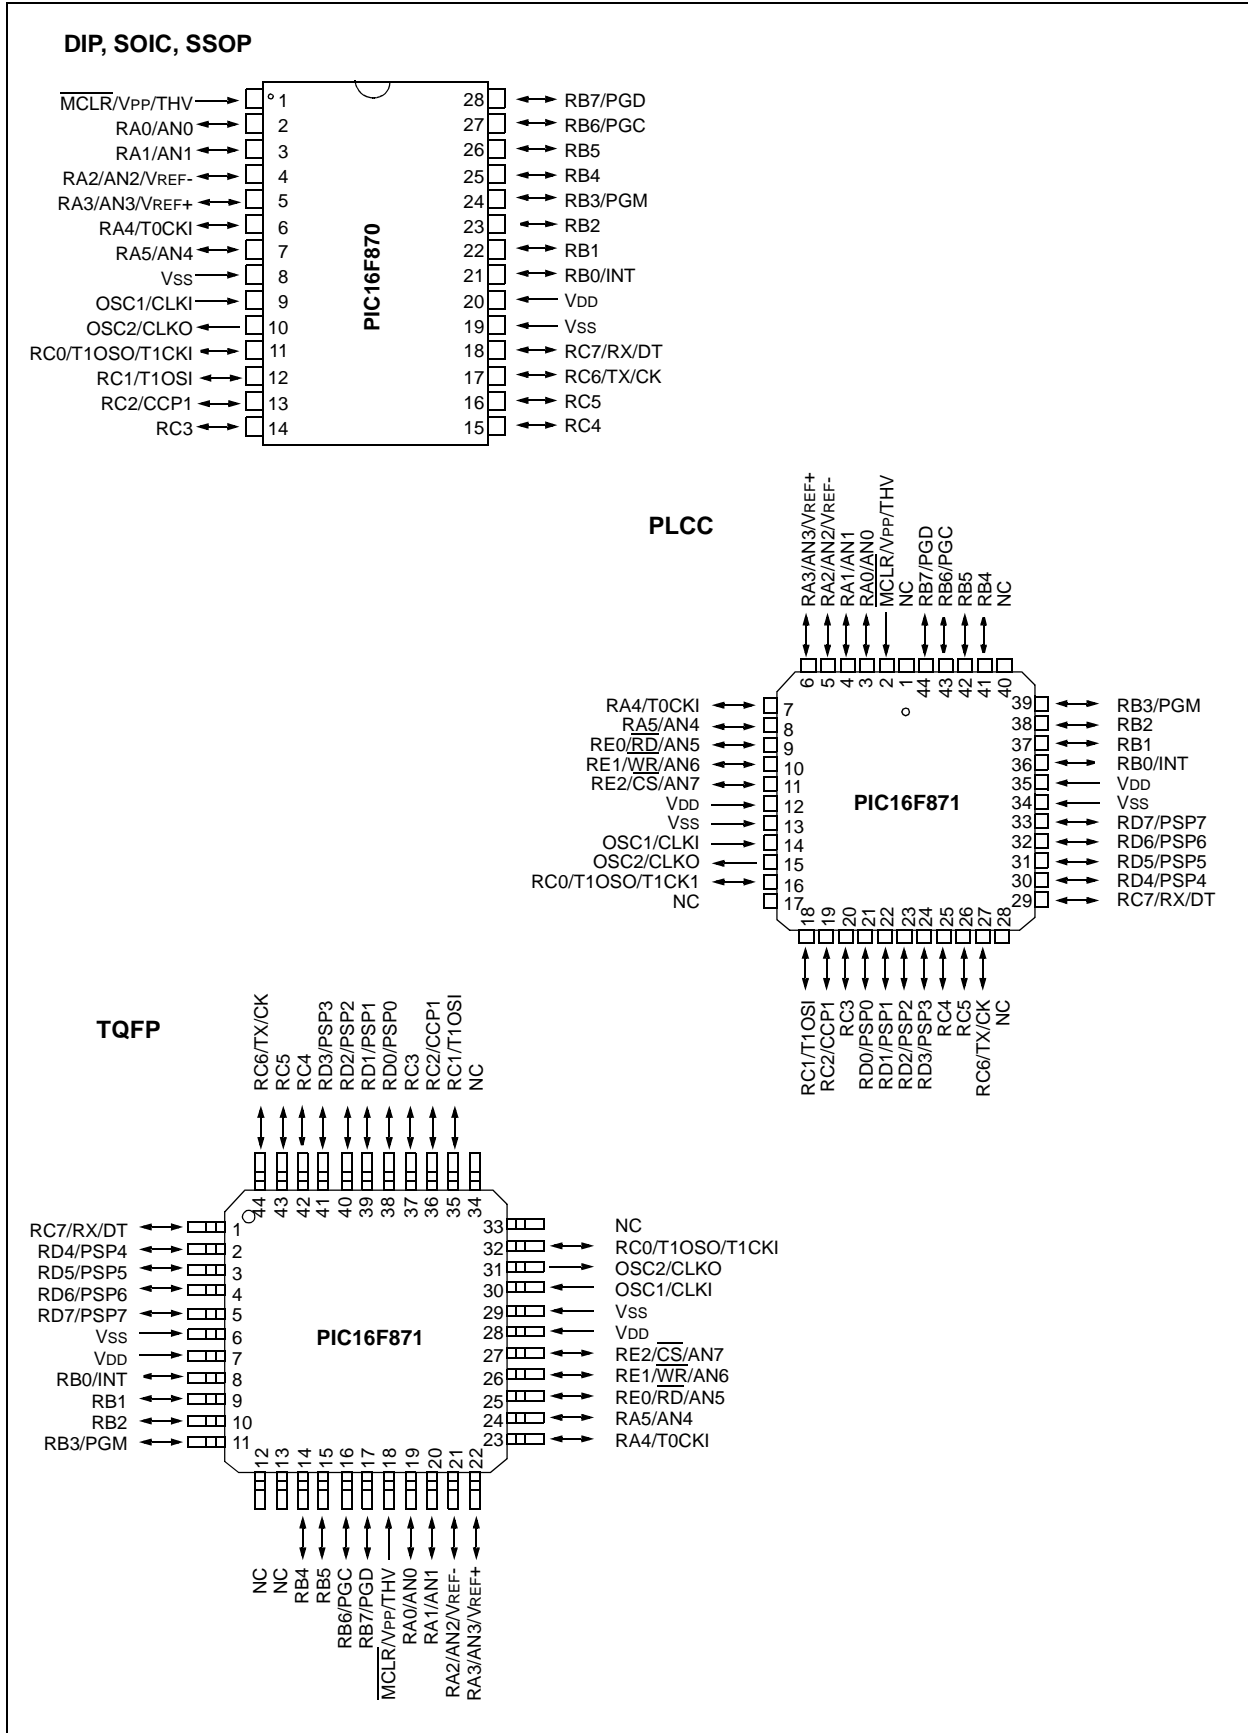 DIP, SOIC, SSOP
MCLR/VPP/THV 1 28 RB7/PGD
RA0/AN0 2 27 RB6/PGC
RA1/AN1 3 26 RB5
RA2/AN2/VREF- 4 25 RB4
RA3/AN3/VREF+ 5 24 RB3/PGM
RA4/T0CKI 6 23 RB2
RA5/AN4 7 22 RB1
VSS 8 21 RB0/INT
OSC1/CLKI 9 20 VDD
OSC2/CLKO 10 19 VSS
RC0/T1OSO/T1CKI 11 18 RC7/RX/DT
RC1/T1OSI 12 17 RC6/TX/CK
RC2/CCP1 13 16 RC5
RC3 14 15 RC4
PIC16F870
PLCC
RA3/AN3/VREF+ 6
RA2/AN2/VREF- 5
RA1/AN1 4
RA0/AN0 3
MCLR/VPP/THV 2
NC 1
RB7/PGD 44
RB6/PGC 43
RB5 42
RB4 41
NC 40
RA4/T0CKI 7 39 RB3/PGM
RA5/AN4 8 38 RB2
RE0/RD/AN5 9 37 RB1
RE1/WR/AN6 10 36 RB0/INT
RE2/CS/AN7 11 35 VDD
VDD 12 34 VSS
VSS 13 33 RD7/PSP7
OSC1/CLKI 14 32 RD6/PSP6
OSC2/CLKO 15 31 RD5/PSP5
RC0/T1OSO/T1CK1 16 30 RD4/PSP4
NC 17 29 RC7/RX/DT
PIC16F871
18 RC1/T1OSI
19 RC2/CCP1
20 RC3
21 RD0/PSP0
22 RD1/PSP1
23 RD2/PSP2
24 RD3/PSP3
25 RC4
26 RC5
27 RC6/TX/CK
28 NC
TQFP
RC6/TX/CK 44
RC5 43
RC4 42
RD3/PSP3 41
RD2/PSP2 40
RD1/PSP1 39
RD0/PSP0 38
RC3 37
RC2/CCP1 36
RC1/T1OSI 35
NC 34
RC7/RX/DT 1 33 NC
RD4/PSP4 2 32 RC0/T1OSO/T1CKI
RD5/PSP5 3 31 OSC2/CLKO
RD6/PSP6 4 30 OSC1/CLKI
RD7/PSP7 5 29 VSS
VSS 6 28 VDD
VDD 7 27 RE2/CS/AN7
RB0/INT 8 26 RE1/WR/AN6
RB1 9 25 RE0/RD/AN5
RB2 10 24 RA5/AN4
RB3/PGM 11 23 RA4/T0CKI
PIC16F871
12 NC
13 NC
14 RB4
15 RB5
16 RB6/PGC
17 RB7/PGD
18 MCLR/VPP/THV
19 RA0/AN0
20 RA1/AN1
21 RA2/AN2/VREF-
22 RA3/AN3/VREF+